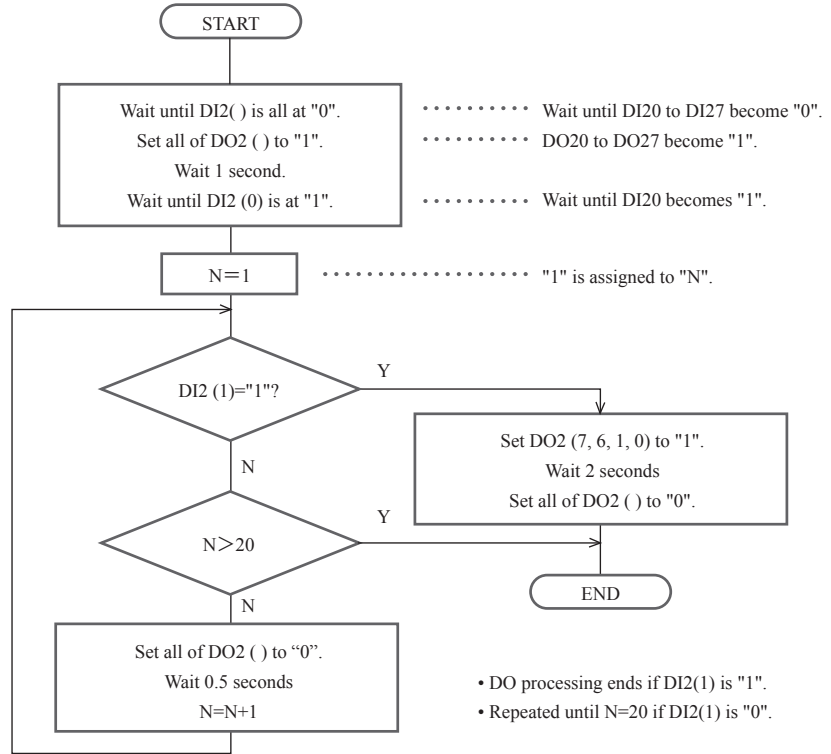 START
Wait until DI2( ) is all at "0".
Set all of DO2 ( ) to "1".
Wait 1 second.
Wait until DI2 (0) is at "1".
Wait until DI20 to DI27 become "0".
DO20 to DO27 become "1".
Wait until DI20 becomes "1".
N＝1
"1" is assigned to "N".
DI2 (1)="1"?
Y
N
Set DO2 (7, 6, 1, 0) to "1".
Wait 2 seconds
Set all of DO2 ( ) to "0".
N＞20
Y
N
END
Set all of DO2 ( ) to “0”.
Wait 0.5 seconds
N=N+1
• DO processing ends if DI2(1) is "1".
• Repeated until N=20 if DI2(1) is "0".